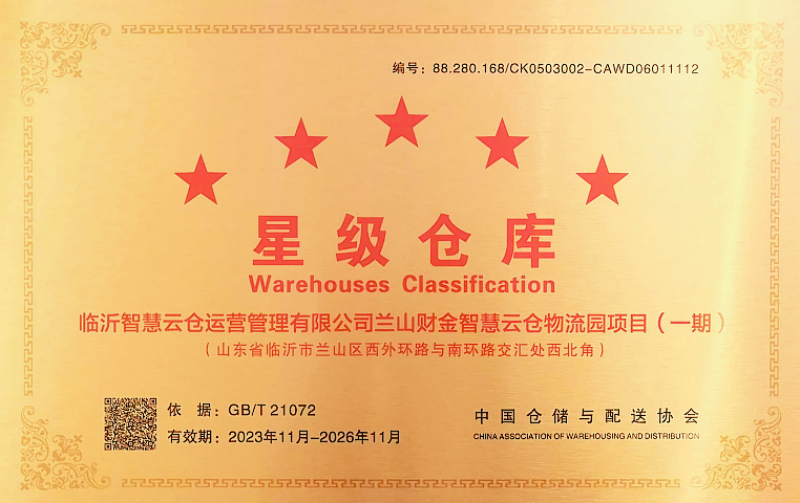 编号：88.280.168/CK0503002-CAWD06011112
星级仓库
Warehouses Classification
临沂智慧云仓运营管理有限公司兰山财金智慧云仓物流园项目（一期）
（山东省临沂市兰山区西外环路与南环路交汇处西北角）
依 据：GB/T 21072
有效期：2023年11月-2026年11月
中国仓储与配送协会
CHINA ASSOCIATION OF WAREHOUSING AND DISTRIBUTION